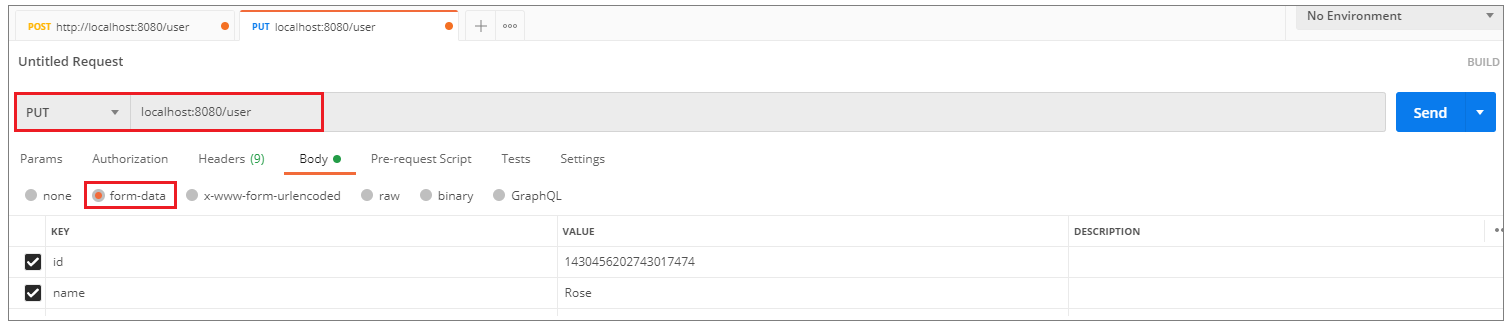 POST http://localhost:8080/user PUT localhost:8080/user No Environment
Untitled Request BUILD
PUT localhost:8080/user Send
Params Authorization Headers (9) Body Pre-request Script Tests Settings
none form-data x-www-form-urlencoded raw binary GraphQL
KEY VALUE DESCRIPTION
id 1430456202743017474
name Rose